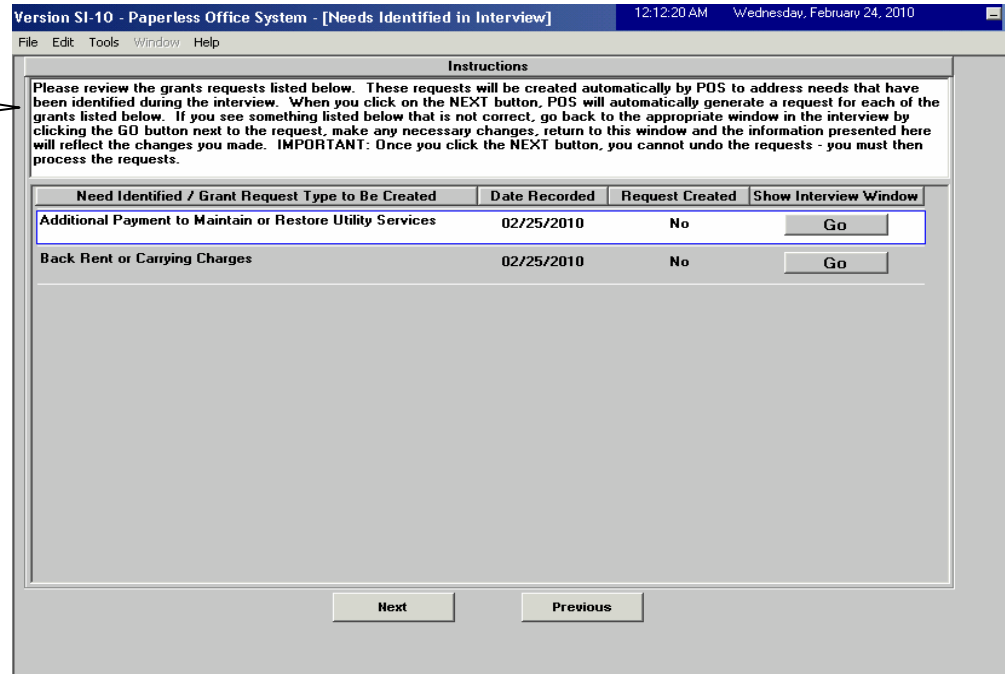 Version SI-10 - Paperless Office System - [Needs Identified in Interview] 12:12:20 AM Wednesday, February 24, 2010
File Edit Tools Window Help
Instructions
Please review the grants requests listed below. These requests will be created automatically by POS to address needs that have
been identified during the interview. When you click on the NEXT button, POS will automatically generate a request for each of the
grants listed below. If you see something listed below that is not correct, go back to the appropriate window in the interview by
clicking the GO button next to the request, make any necessary changes, return to this window and the information presented here
will reflect the changes you made. IMPORTANT: Once you click the NEXT button, you cannot undo the requests - you must then
process the requests.
Need Identified / Grant Request Type to Be Created Date Recorded Request Created Show Interview Window
Additional Payment to Maintain or Restore Utility Services 02/25/2010 No Go
Back Rent or Carrying Charges 02/25/2010 No Go
Next Previous